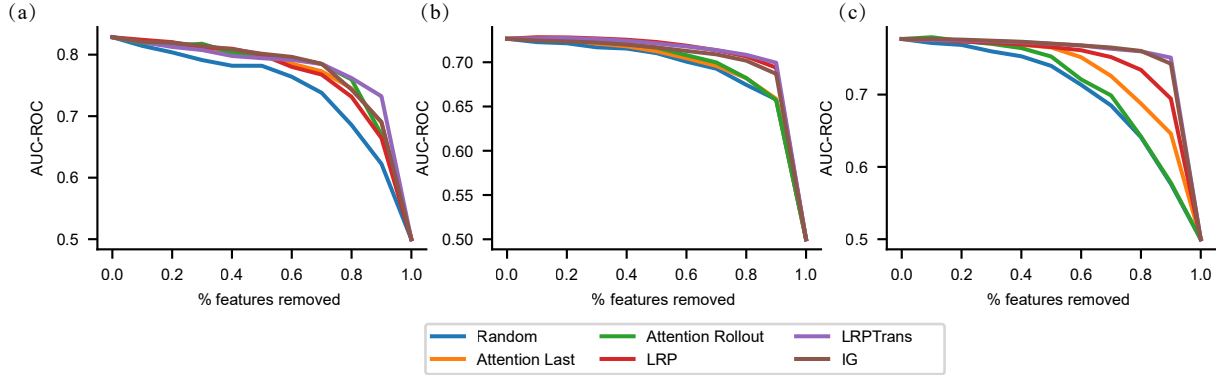 (a)
(b)
(c)
AUC-ROC
0.8
0.7
0.6
0.5
0.0 0.2 0.4 0.6 0.8 1.0
% features removed
AUC-ROC
0.70
0.65
0.60
0.55
0.50
0.0 0.2 0.4 0.6 0.8 1.0
% features removed
AUC-ROC
0.7
0.6
0.5
0.0 0.2 0.4 0.6 0.8 1.0
% features removed
Random Attention Rollout LRPTrans
Attention Last LRP IG